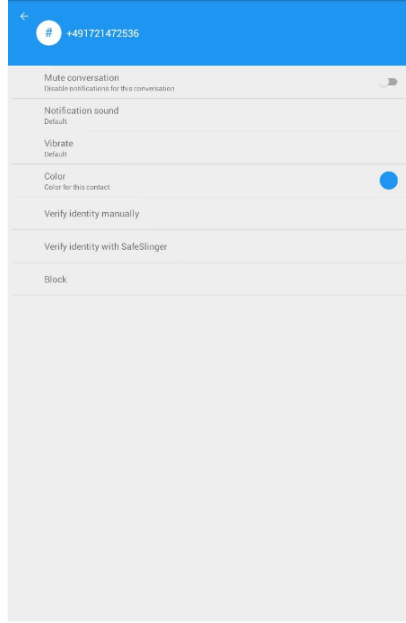 #
+491721472536
Mute conversation
Disable notifications for this conversation
Notification sound
Default
Vibrate
Default
Color
Color for this contact
Verify identity manually
Verify identity with SafeSlinger
Block